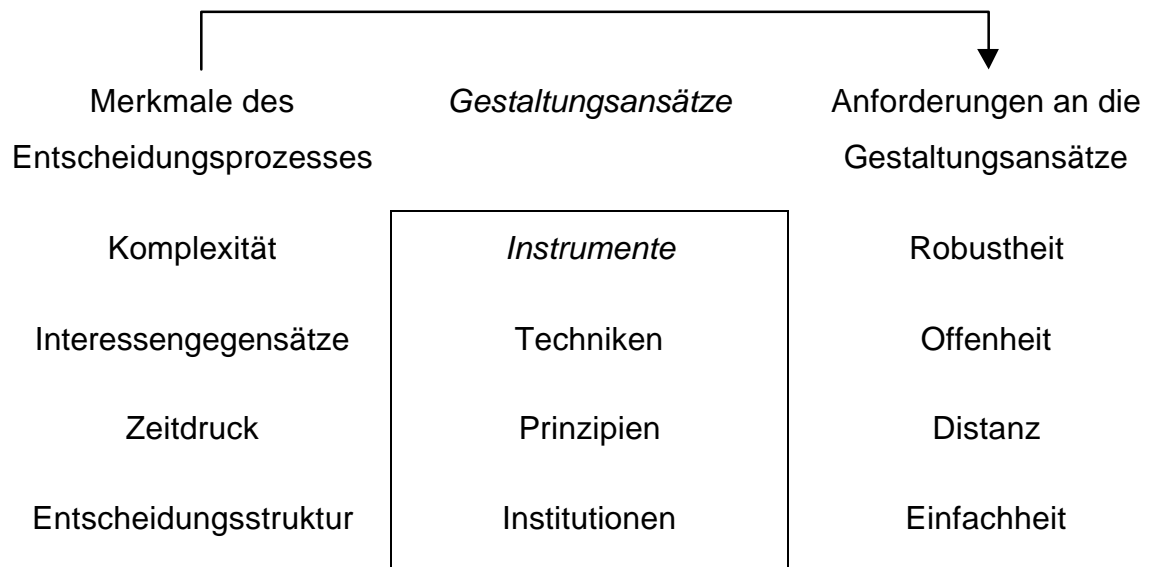 Merkmale des
Entscheidungsprozesses
Gestaltungsansätze
Anforderungen an die
Gestaltungsansätze
Komplexität
Instrumente
Robustheit
Interessengegensätze
Techniken
Offenheit
Zeitdruck
Prinzipien
Distanz
Entscheidungsstruktur
Institutionen
Einfachheit